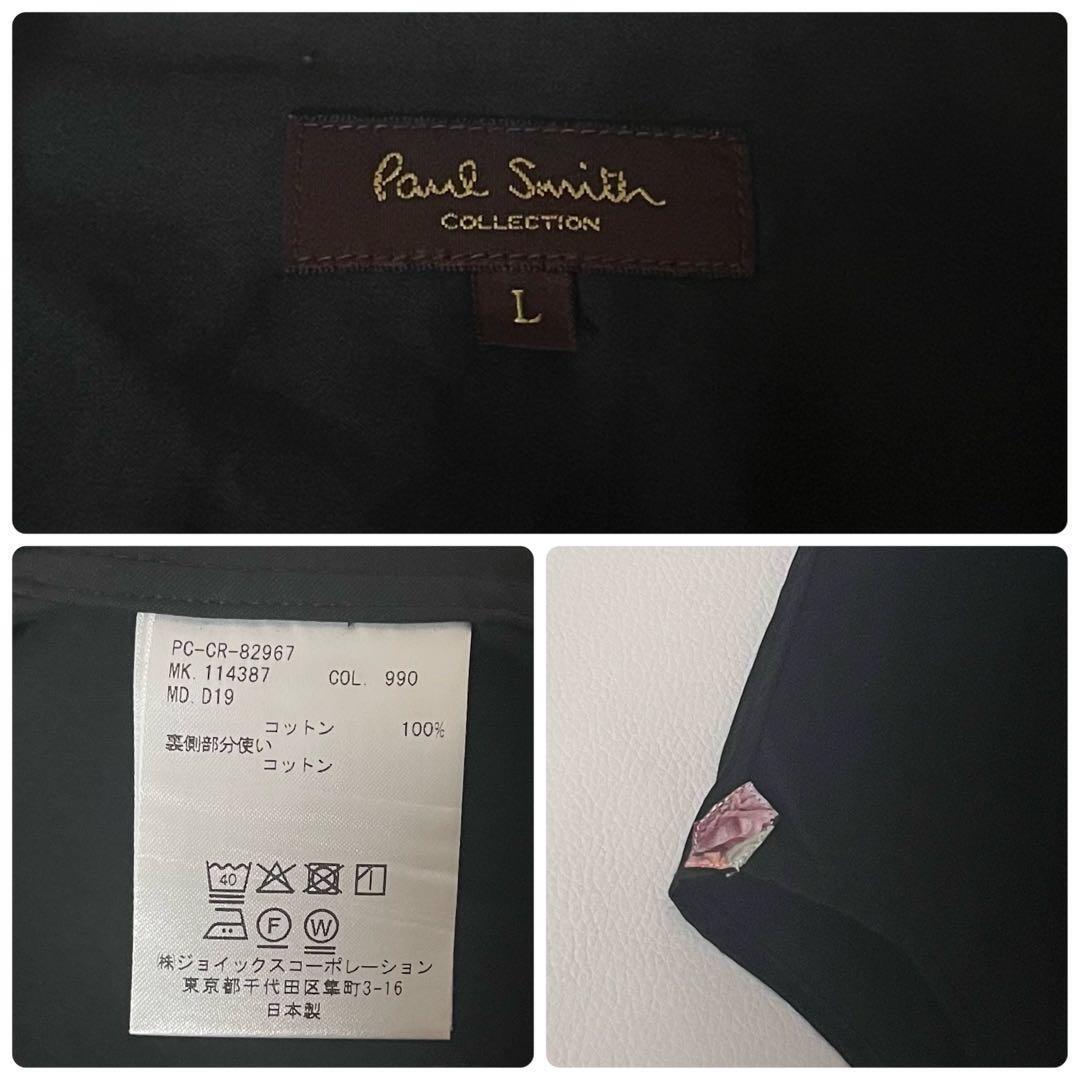 Paul Smith
COLLECTION
L
PC-CR-82967
MK. 114387 COL. 990
MD. D19
コットン 100%
裏側部分使い
コットン
40
F W
㈱ジョイックスコーポレーション
東京都千代田区隼町3-16
日本製